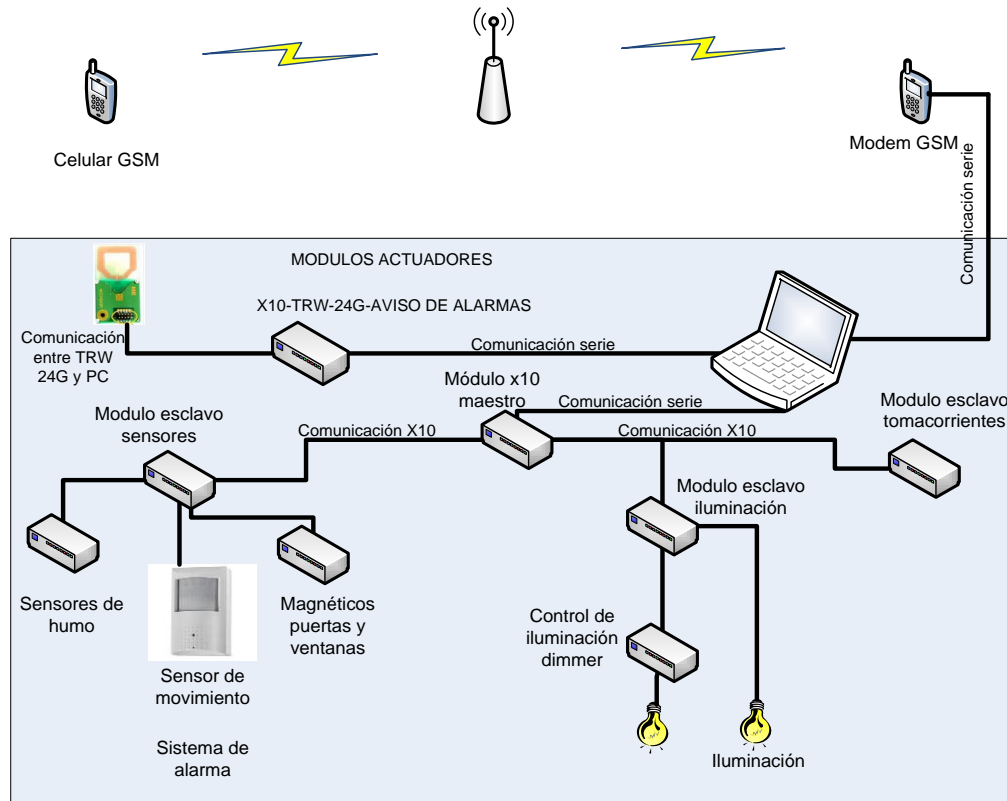 Celular GSM
Modem GSM
Comunicación serie
MODULOS ACTUADORES
X10-TRW-24G-AVISO DE ALARMAS
Comunicación
entre TRW
24G y PC
Comunicación serie
Módulo x10
maestro
Comunicación serie
Modulo esclavo
tomacorrientes
Modulo esclavo
sensores
Comunicación X10
Comunicación X10
Modulo esclavo
iluminación
Sensores de
humo
Magnéticos
puertas y
ventanas
Control de
iluminación
dimmer
Sensor de
movimiento
Sistema de
alarma
Iluminación